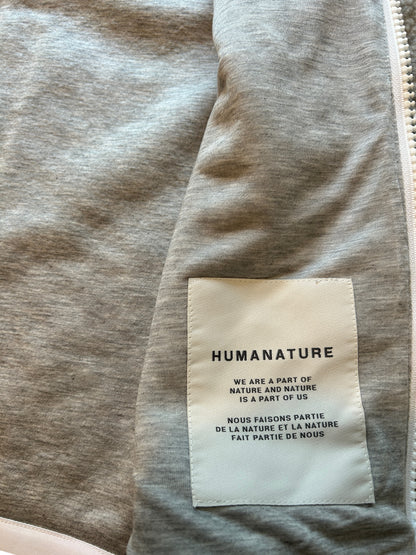 HUMANATURE
WE ARE A PART OF
NATURE AND NATURE
IS A PART OF US
NOUS FAISONS PARTIE
DE LA NATURE ET LA NATURE
FAIT PARTIE DE NOUS